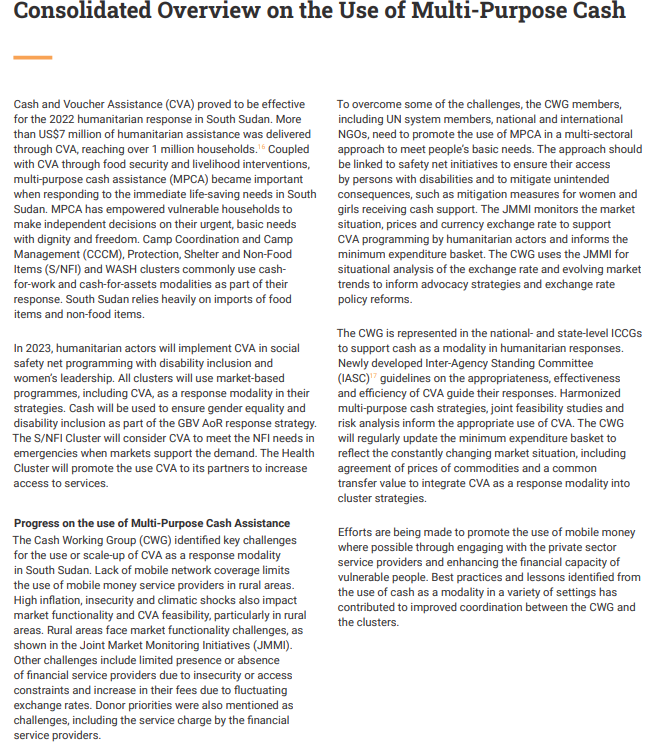 Consolidated Overview on the Use of Multi-Purpose Cash
Cash and Voucher Assistance (CVA) proved to be effective
for the 2022 humanitarian response in South Sudan. More
than US$7 million of humanitarian assistance was delivered
through CVA, reaching over 1 million households.16 Coupled
with CVA through food security and livelihood interventions,
multi-purpose cash assistance (MPCA) became important
when responding to the immediate life-saving needs in South
Sudan. MPCA has empowered vulnerable households to
make independent decisions on their urgent, basic needs
with dignity and freedom. Camp Coordination and Camp
Management (CCCM), Protection, Shelter and Non-Food
Items (S/NFI) and WASH clusters commonly use cash-
for-work and cash-for-assets modalities as part of their
response. South Sudan relies heavily on imports of food
items and non-food items.
In 2023, humanitarian actors will implement CVA in social
safety net programming with disability inclusion and
women's leadership. All clusters will use market-based
programmes, including CVA, as a response modality in their
strategies. Cash will be used to ensure gender equality and
disability inclusion as part of the GBV AoR response strategy.
The S/NFI Cluster will consider CVA to meet the NFI needs in
emergencies when markets support the demand. The Health
Cluster will promote the use CVA to its partners to increase
access to services.
Progress on the use of Multi-Purpose Cash Assistance
The Cash Working Group (CWG) identified key challenges
for the use or scale-up of CVA as a response modality
in South Sudan. Lack of mobile network coverage limits
the use of mobile money service providers in rural areas.
High inflation, insecurity and climatic shocks also impact
market functionality and CVA feasibility, particularly in rural
areas. Rural areas face market functionality challenges, as
shown in the Joint Market Monitoring Initiatives (JMMI).
Other challenges include limited presence or absence
of financial service providers due to insecurity or access
constraints and increase in their fees due to fluctuating
exchange rates. Donor priorities were also mentioned as
challenges, including the service charge by the financial
service providers.
To overcome some of the challenges, the CWG members,
including UN system members, national and international
NGOs, need to promote the use of MPCA in a multi-sectoral
approach to meet people's basic needs. The approach should
be linked to safety net initiatives to ensure their access
by persons with disabilities and to mitigate unintended
consequences, such as mitigation measures for women and
girls receiving cash support. The JMMI monitors the market
situation, prices and currency exchange rate to support
CVA programming by humanitarian actors and informs the
minimum expenditure basket. The CWG uses the JMMI for
situational analysis of the exchange rate and evolving market
trends to inform advocacy strategies and exchange rate
policy reforms.
The CWG is represented in the national- and state-level ICCGs
to support cash as a modality in humanitarian responses.
Newly developed Inter-Agency Standing Committee
(IASC)17 guidelines on the appropriateness, effectiveness
and efficiency of CVA guide their responses. Harmonized
multi-purpose cash strategies, joint feasibility studies and
risk analysis inform the appropriate use of CVA. The CWG
will regularly update the minimum expenditure basket to
reflect the constantly changing market situation, including
agreement of prices of commodities and a common
transfer value to integrate CVA as a response modality into
cluster strategies.
Efforts are being made to promote the use of mobile money
where possible through engaging with the private sector
service providers and enhancing the financial capacity of
vulnerable people. Best practices and lessons identified from
the use of cash as a modality in a variety of settings has
contributed to improved coordination between the CWG and
the clusters.